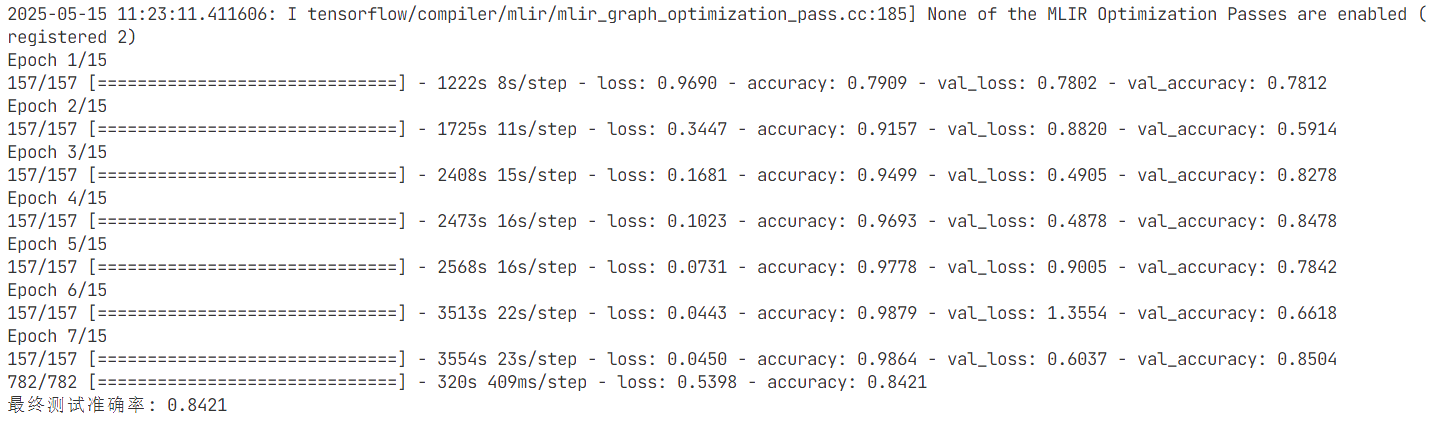 2025-05-15 11:23:11.411606: I tensorflow/compiler/mlir/mlir_graph_optimization_pass.cc:185] None of the MLIR Optimization Passes are enabled (
registered 2)
Epoch 1/15
157/157 [==============================] - 1222s 8s/step - loss: 0.9690 - accuracy: 0.7909 - val_loss: 0.7802 - val_accuracy: 0.7812
Epoch 2/15
157/157 [==============================] - 1725s 11s/step - loss: 0.3447 - accuracy: 0.9157 - val_loss: 0.8820 - val_accuracy: 0.5914
Epoch 3/15
157/157 [==============================] - 2408s 15s/step - loss: 0.1681 - accuracy: 0.9499 - val_loss: 0.4905 - val_accuracy: 0.8278
Epoch 4/15
157/157 [==============================] - 2473s 16s/step - loss: 0.1023 - accuracy: 0.9693 - val_loss: 0.4878 - val_accuracy: 0.8478
Epoch 5/15
157/157 [==============================] - 2568s 16s/step - loss: 0.0731 - accuracy: 0.9778 - val_loss: 0.9005 - val_accuracy: 0.7842
Epoch 6/15
157/157 [==============================] - 3513s 22s/step - loss: 0.0443 - accuracy: 0.9879 - val_loss: 1.3554 - val_accuracy: 0.6618
Epoch 7/15
157/157 [==============================] - 3554s 23s/step - loss: 0.0450 - accuracy: 0.9864 - val_loss: 0.6037 - val_accuracy: 0.8504
782/782 [==============================] - 320s 409ms/step - loss: 0.5398 - accuracy: 0.8421
最终测试准确率: 0.8421